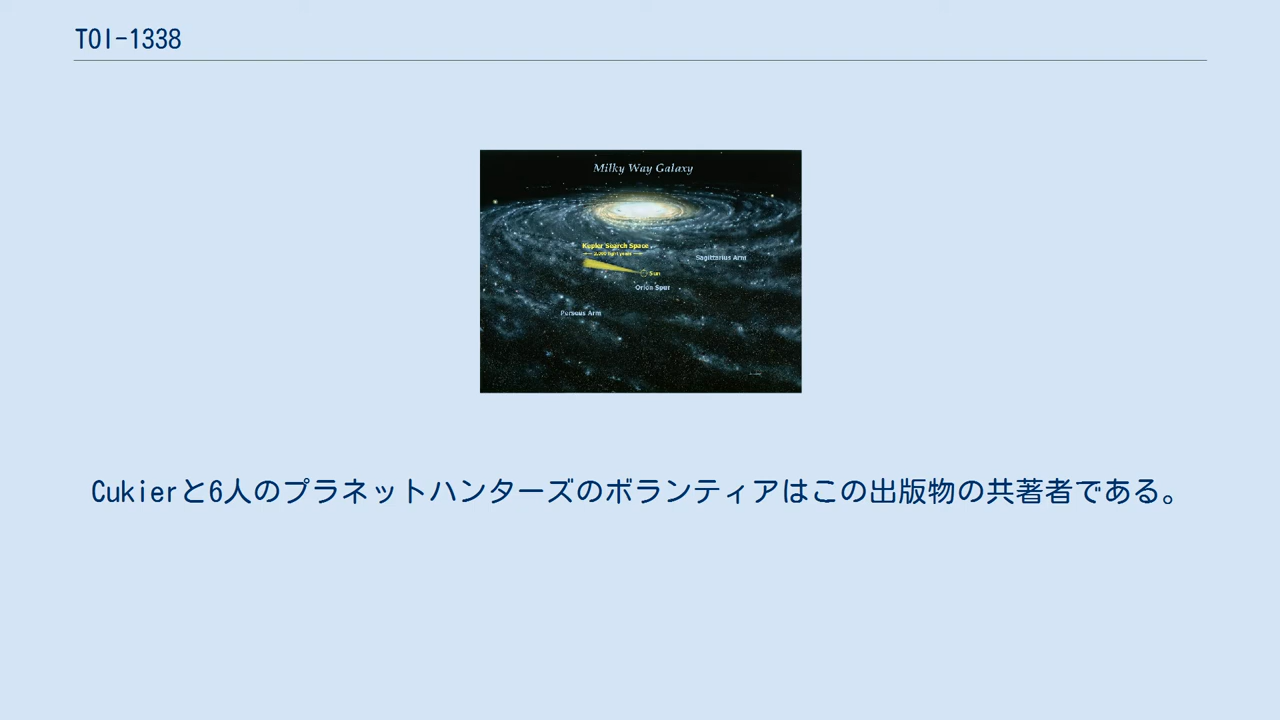 TOI-1338
Milky Way Galaxy
Kepler Search Space
Sagittarius Arm
Sun
Orion Spur
Perseus Arm
Cukierと6人のプラネットハンターズのボランティアはこの出版物の共著者である。